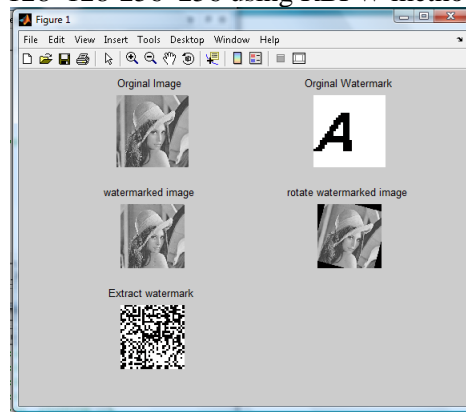 Figure 1
File Edit View Insert Tools Desktop Window Help
Orginal Image
Orginal Watermark
A
watermarked image
rotate watermarked image
Extract watermark